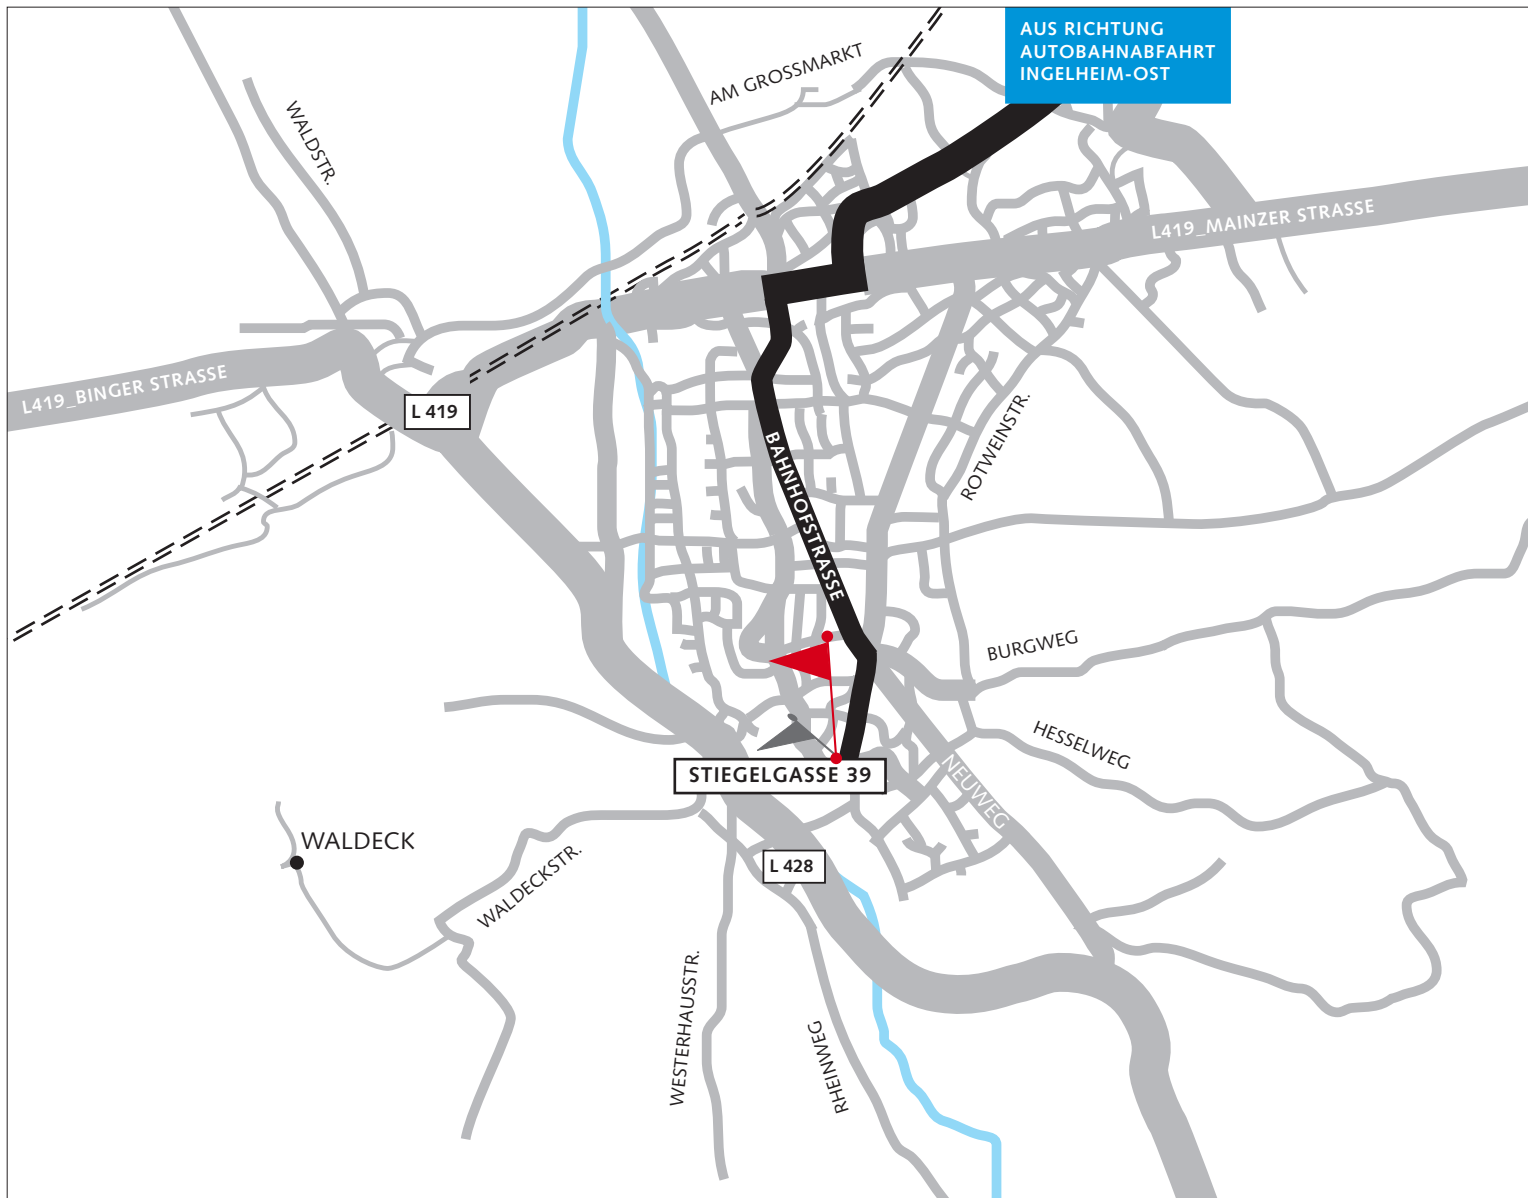 AUS RICHTUNG
AUTOBAHNABFAHRT
INGELHEIM-OST
AM GROSSMARKT
WALDSTR.
L419_MAINZER STRASSE
L419_BINGER STRASSE
L 419
ROTWEINSTR.
BAHNHOFSTRASSE
BURGWEG
HESSELWEG
STIEGELGASSE 39
NEUWEG
WALDECK
L 428
WALDECKSTR.
WESTERHAUSSTR.
RHEINWEG